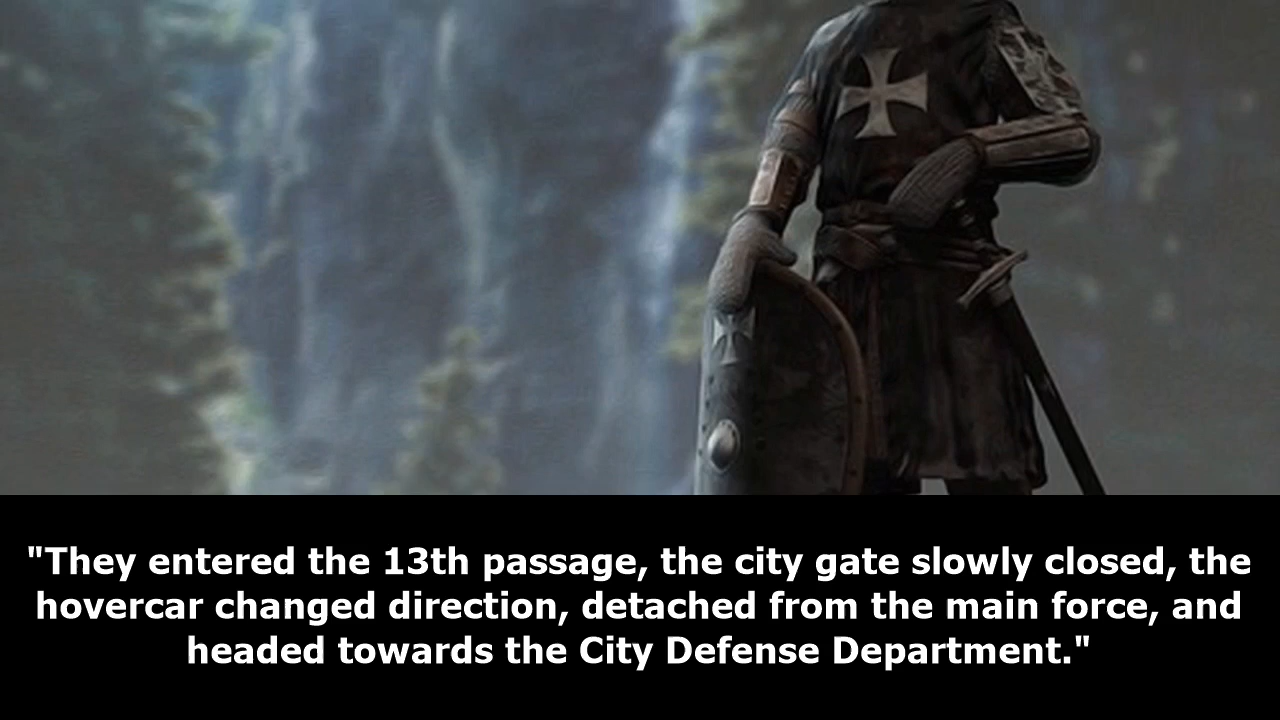 "They entered the 13th passage, the city gate slowly closed, the
hovercar changed direction, detached from the main force, and
headed towards the City Defense Department."